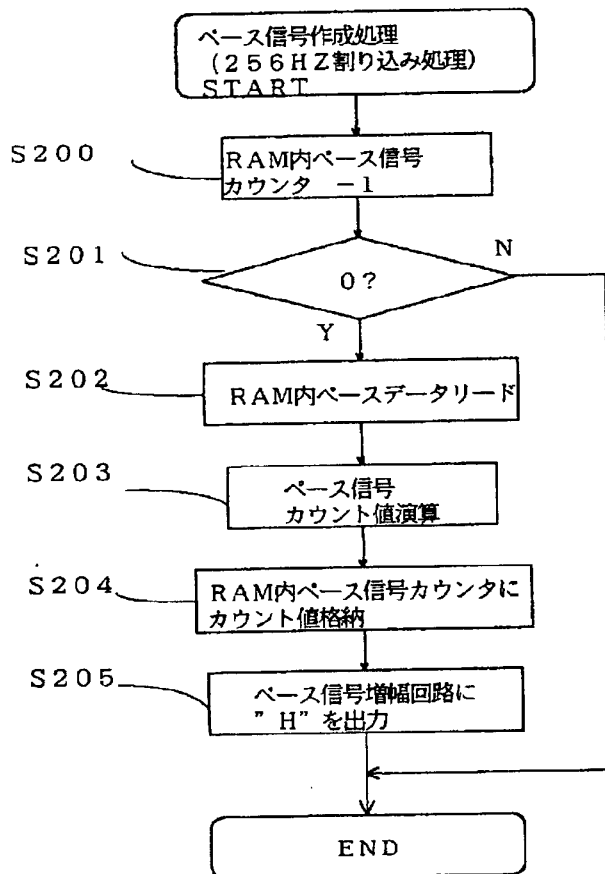 ペース信号作成処理
(256HZ割り込み処理)
START
S200
RAM内ペース信号
カウンタ －1
S201
0?
N
Y
S202
RAM内ペースデータリード
S203
ペース信号
カウント値演算
S204
RAM内ペース信号カウンタに
カウント値格納
S205
ペース信号増幅回路に
"H"を出力
END